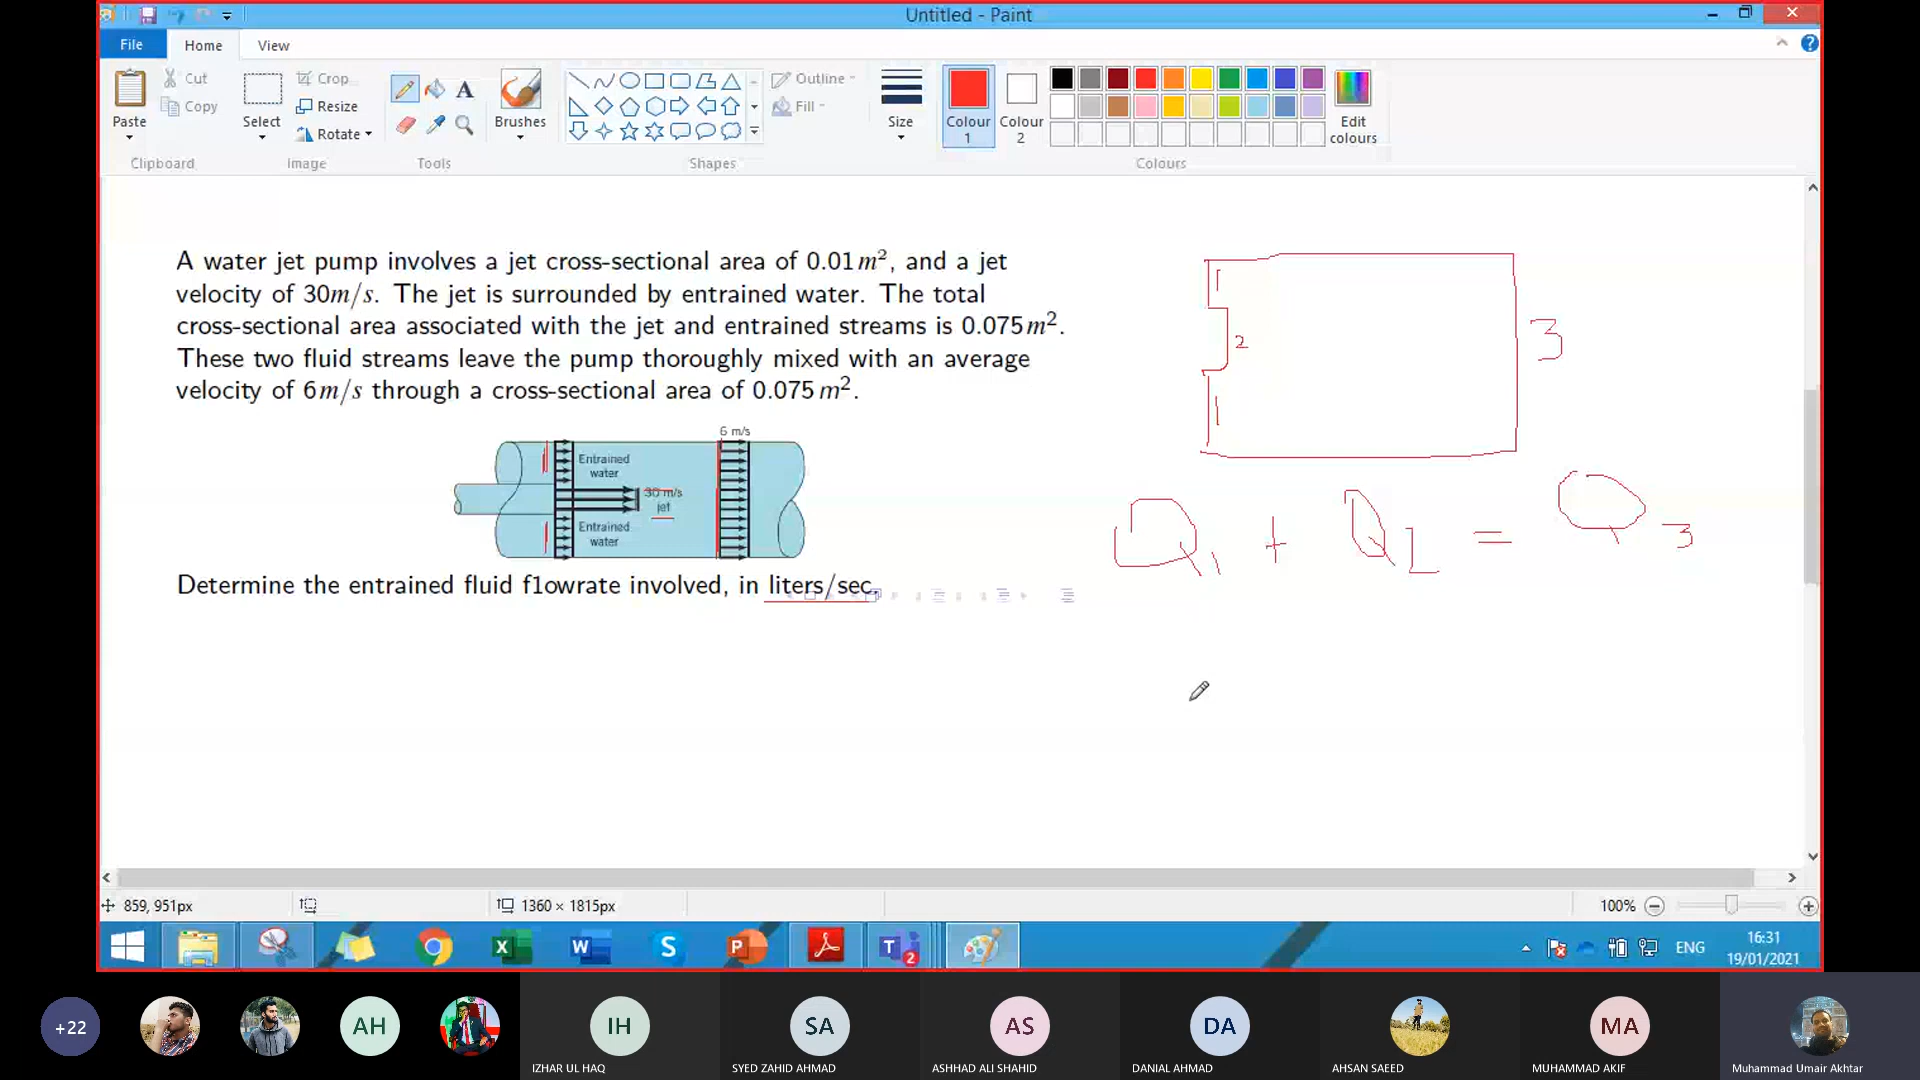 Untitled - Paint
File Home View
Paste
Cut
Copy
Clipboard
Select
Crop
Resize
Rotate
Image
A
Tools
Brushes
Shapes
Outline
Fill
Size
Colour 1
Colour 2
Edit colours
Colours
A water jet pump involves a jet cross-sectional area of 0.01 m², and a jet
velocity of 30m/s. The jet is surrounded by entrained water. The total
cross-sectional area associated with the jet and entrained streams is 0.075 m².
These two fluid streams leave the pump thoroughly mixed with an average
velocity of 6 m/s through a cross-sectional area of 0.075 m².
6 m/s
Entrained
water
30 m/s
jet
Entrained
water
Determine the entrained fluid f1owrate involved, in liters/sec.
1
2
1
3
Q1 + Q2 = Q3
859, 951px
1360 × 1815px
100%
2
ENG
16:31
19/01/2021
+22
AH
IH
IZHAR UL HAQ
SA
SYED ZAHID AHMAD
AS
ASHHAD ALI SHAHID
DA
DANIAL AHMAD
AHSAN SAEED
MA
MUHAMMAD AKIF
Muhammad Umair Akhtar